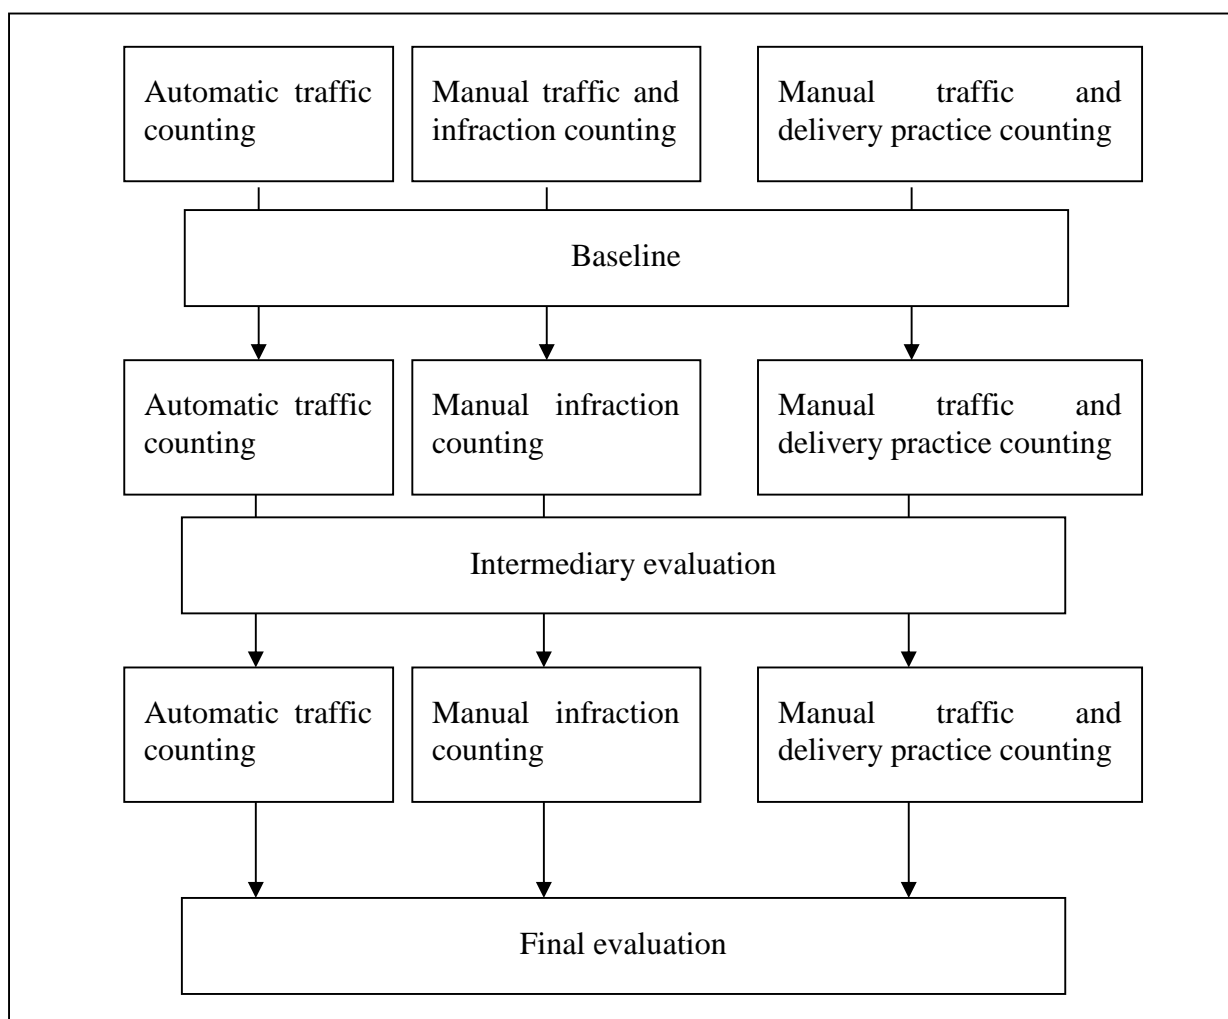 Automatic traffic
counting
Manual traffic and
infraction counting
Manual traffic and
delivery practice counting
Baseline
Automatic traffic
counting
Manual infraction
counting
Manual traffic and
delivery practice counting
Intermediary evaluation
Automatic traffic
counting
Manual infraction
counting
Manual traffic and
delivery practice counting
Final evaluation